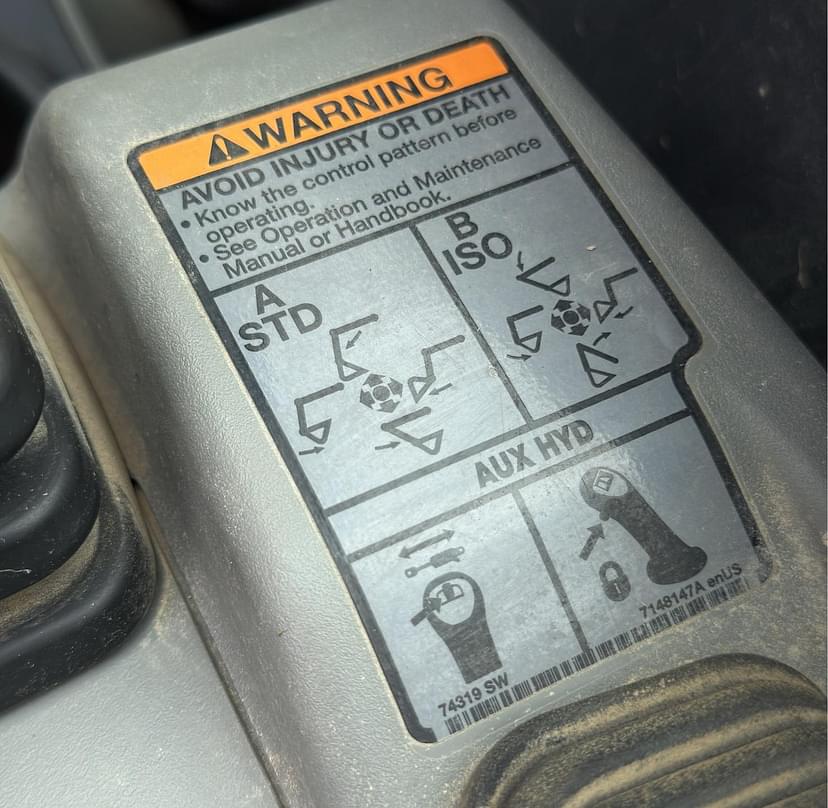 WARNING
AVOID INJURY OR DEATH
• Know the control pattern before
operating.
• See Operation and Maintenance
Manual or Handbook.
A
STD
B
ISO
AUX HYD
74319 SW
7148147A enUS